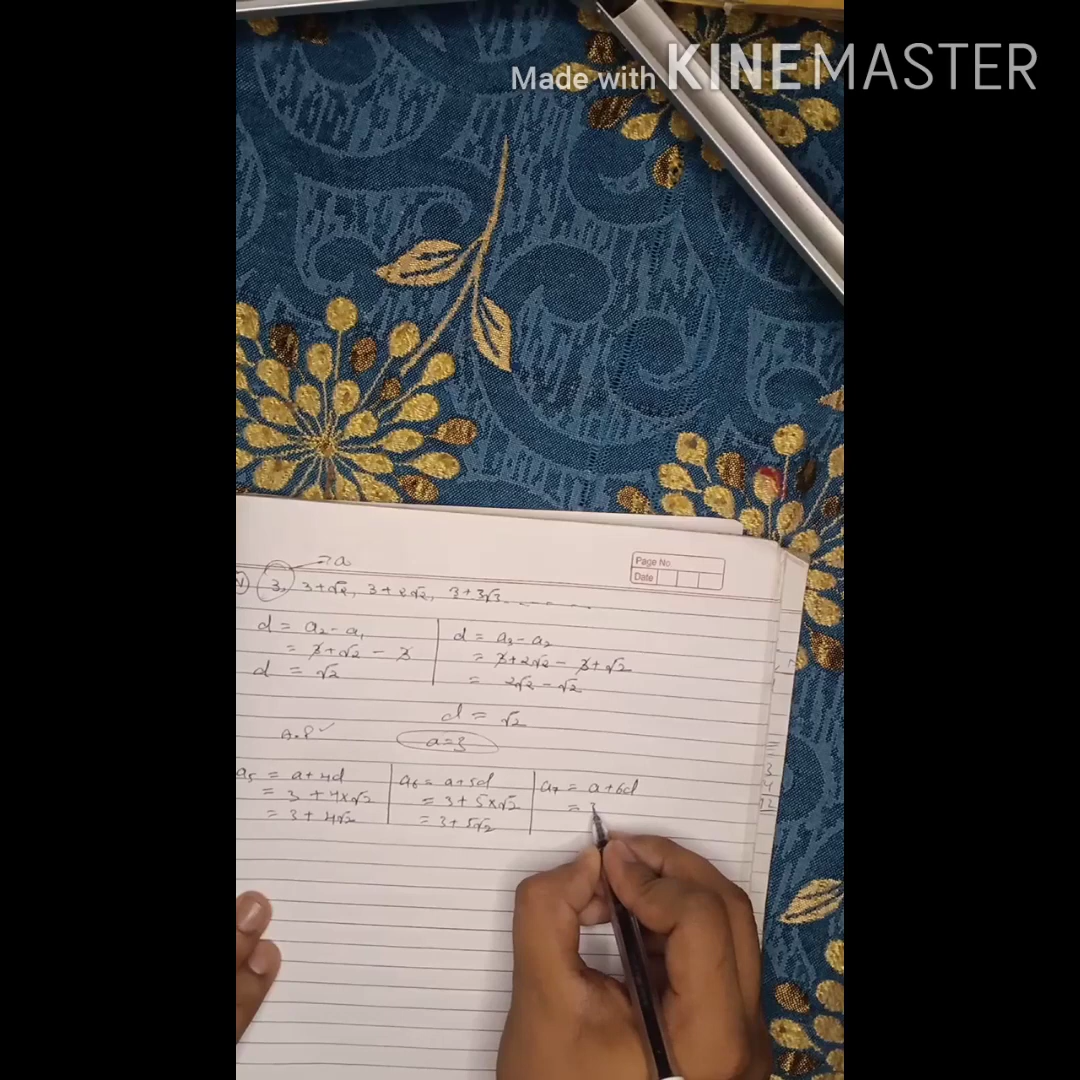 Made with KINEMASTER
Page No
Date
= a
v) 3, 3+√2, 3+2√2, 3+3√3 - - - -
d = a₂ - a₁
= 3+√2 - 3
d = √2
d = a₃ - a₂
= 3+2√2 - 3+√2
= 2√2 - √2
d = √2
A.P ✓
a=3
a₅ = a+4d
= 3+4×√2
= 3+4√2
a₆ = a+5d
= 3+5×√2
= 3+5√2
a₇ = a+6d
= 3